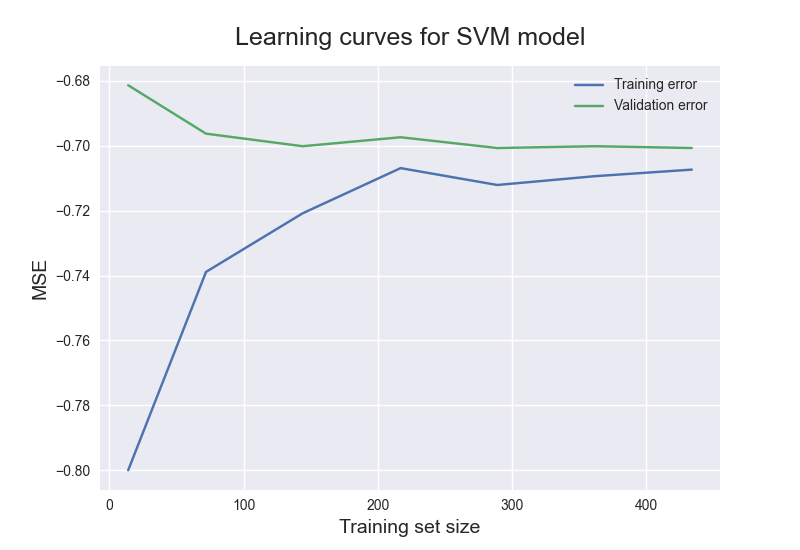 Learning curves for SVM model
Training error
Validation error
−0.68
−0.70
−0.72
−0.74
−0.76
−0.78
−0.80
MSE
0 100 200 300 400
Training set size